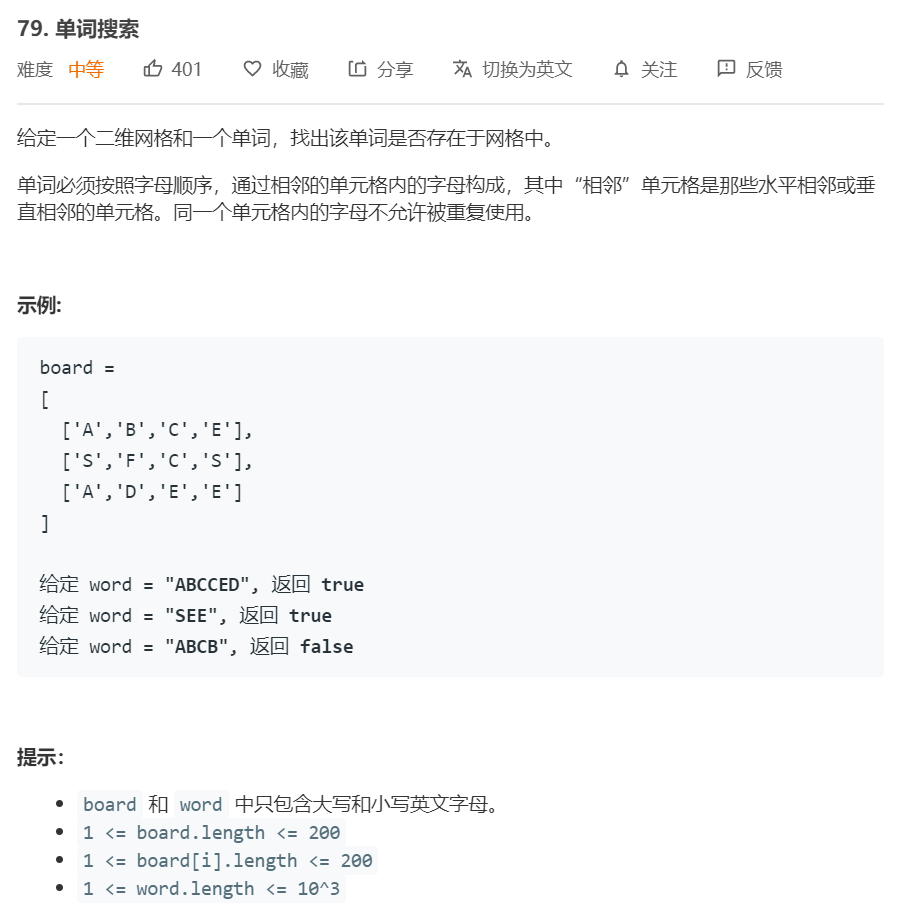 79. 单词搜索
难度 中等 401 收藏 分享 切换为英文 关注 反馈
给定一个二维网格和一个单词，找出该单词是否存在于网格中。
单词必须按照字母顺序，通过相邻的单元格内的字母构成，其中“相邻”单元格是那些水平相邻或垂
直相邻的单元格。同一个单元格内的字母不允许被重复使用。
示例:
board =
[
  ['A','B','C','E'],
  ['S','F','C','S'],
  ['A','D','E','E']
]
给定 word = "ABCCED", 返回 true
给定 word = "SEE", 返回 true
给定 word = "ABCB", 返回 false
提示：
• board 和 word 中只包含大写和小写英文字母。
• 1 <= board.length <= 200
• 1 <= board[i].length <= 200
• 1 <= word.length <= 10^3